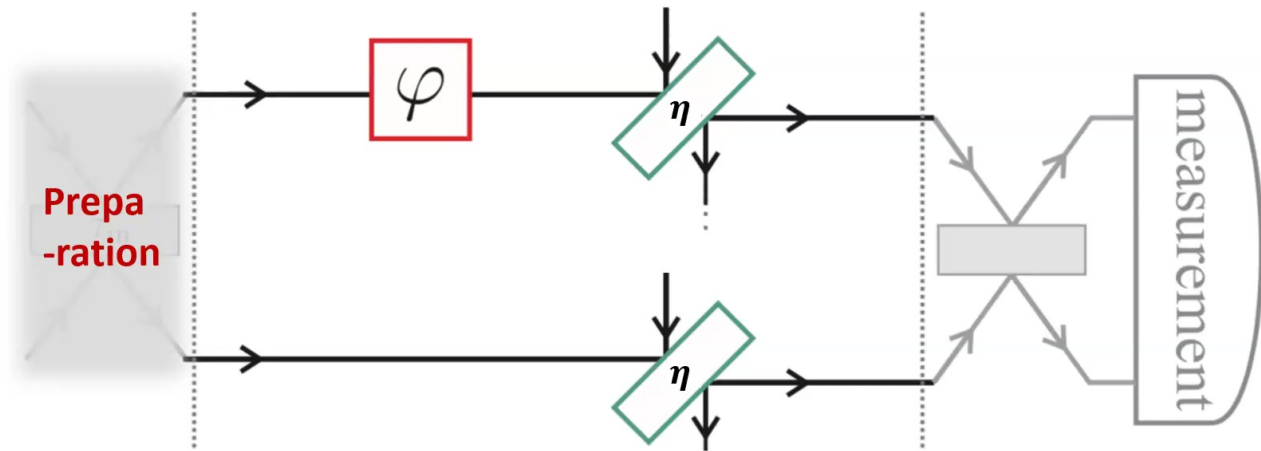 φ
η
Prepa
-ration
η
measurement